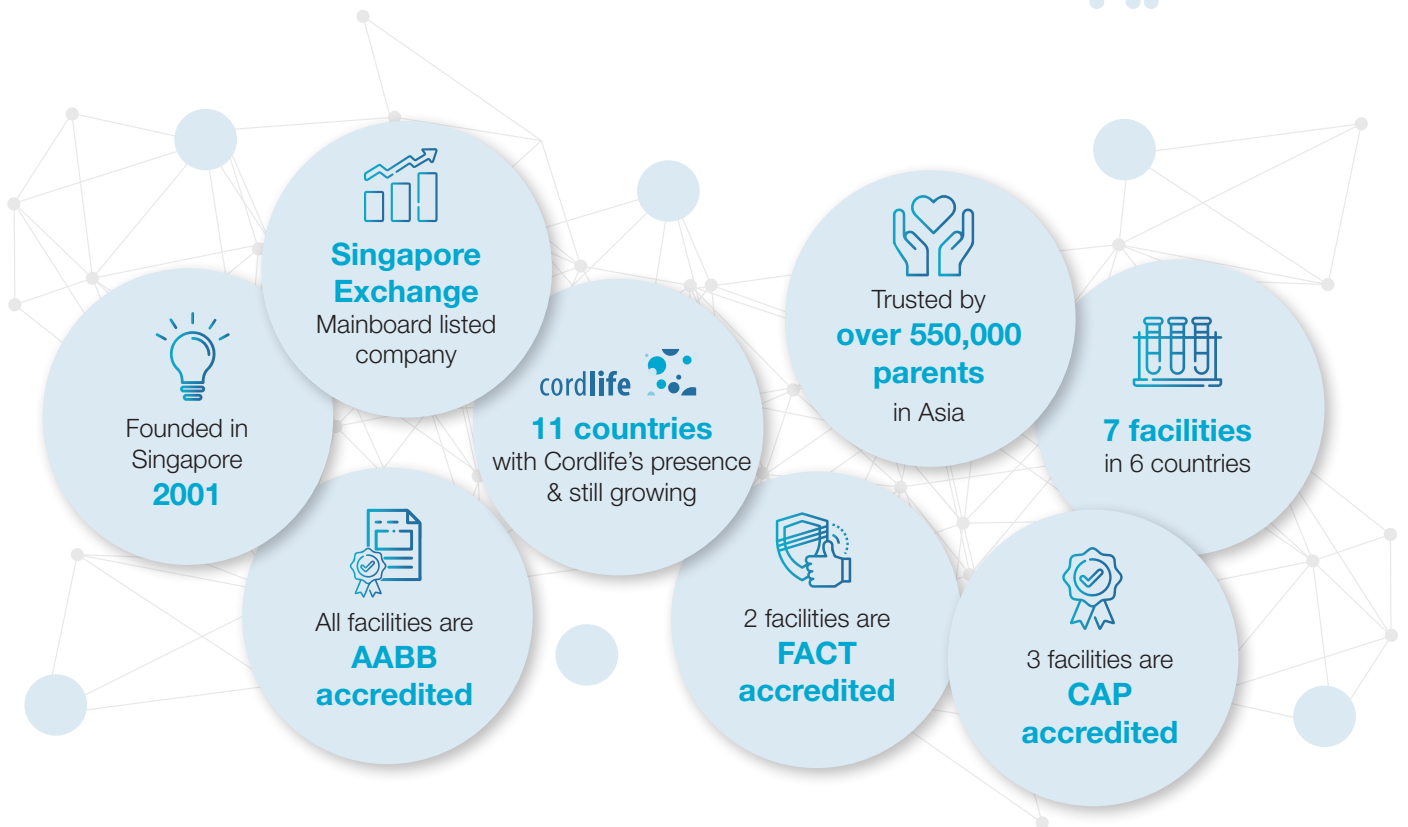 Singapore
Exchange
Mainboard listed
company
Founded in
Singapore
2001
cordlife
11 countries
with Cordlife's presence
& still growing
Trusted by
over 550,000
parents
in Asia
7 facilities
in 6 countries
All facilities are
AABB
accredited
2 facilities are
FACT
accredited
3 facilities are
CAP
accredited